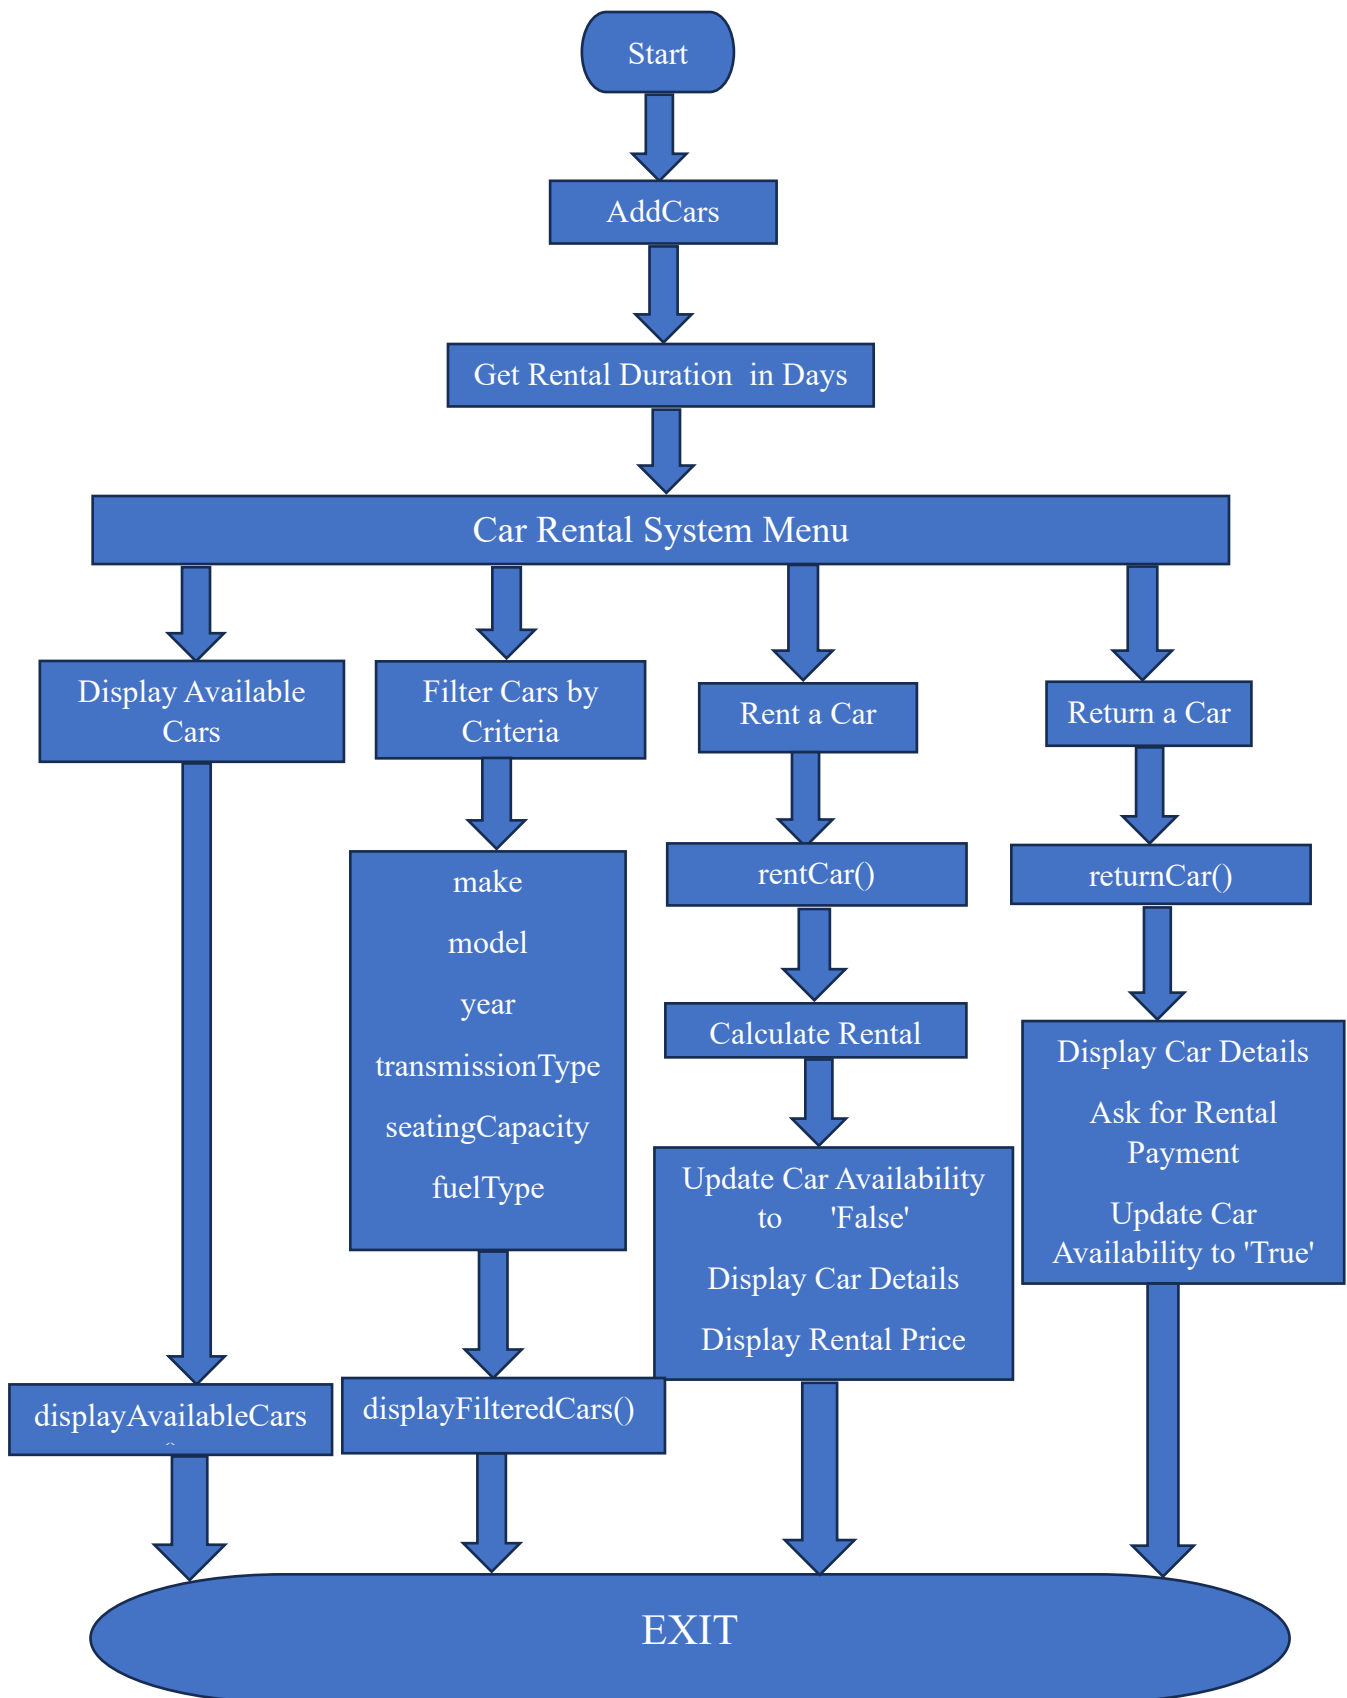 Start
AddCars
Get Rental Duration  in Days
Car Rental System Menu
Display Available
Cars
Filter Cars by
Criteria
Rent a Car
Return a Car
make
model
year
transmissionType
seatingCapacity
fuelType
rentCar()
returnCar()
Calculate Rental
Display Car Details
Ask for Rental
Payment
Update Car
Availability to 'True'
Update Car Availability
to      'False'
Display Car Details
Display Rental Price
displayAvailableCars
displayFilteredCars()
EXIT